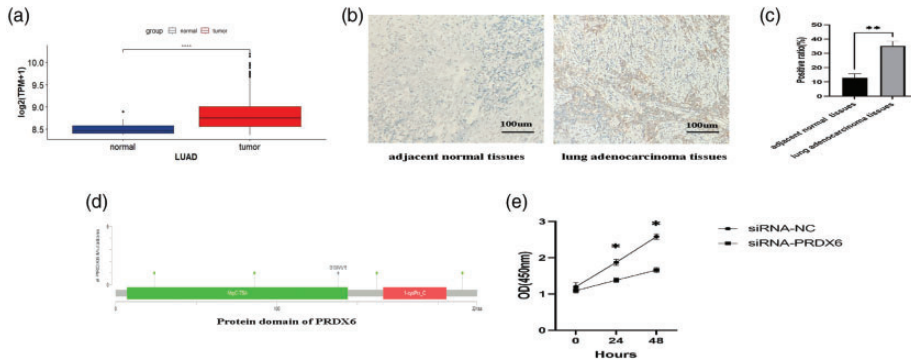 (a)
group normal tumor
****
log2(TPM+1)
10.0
9.5
9.0
8.5
normal tumor
LUAD
(b)
100um
100um
adjacent normal tissues
lung adenocarcinoma tissues
(c)
**
Positive ratio(%)
50
40
30
20
10
0
adjacent normal tissues
lung adenocarcinoma tissues
(d)
0
100
Protein domain of PRDX6
(e)
OD(450nm)
3
2
1
0
*
*
siRNA-NC
siRNA-PRDX6
0 24 48
Hours